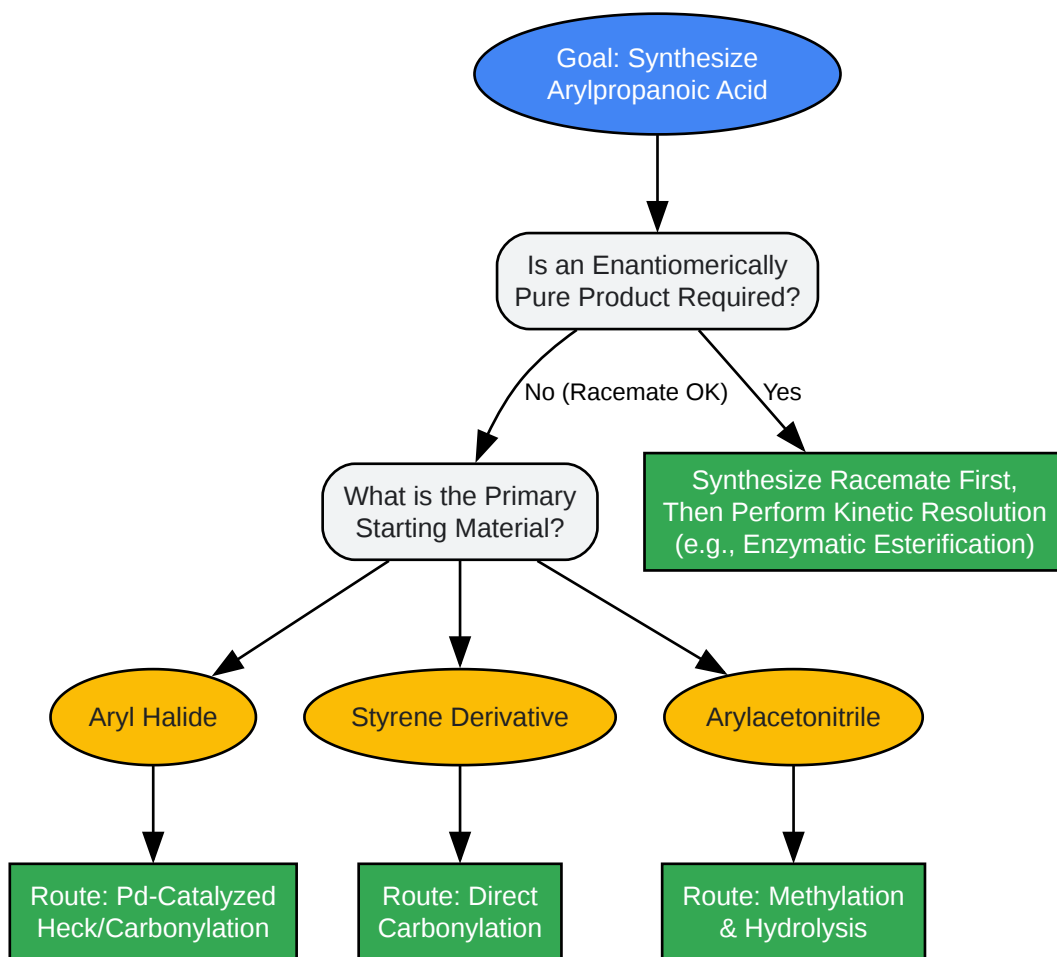 Goal: Synthesize
Arylpropanoic Acid
Is an Enantiomerically
Pure Product Required?
No (Racemate OK)
Yes
What is the Primary
Starting Material?
Synthesize Racemate First,
Then Perform Kinetic Resolution
(e.g., Enzymatic Esterification)
Aryl Halide
Styrene Derivative
Arylacetonitrile
Route: Pd-Catalyzed
Heck/Carbonylation
Route: Direct
Carbonylation
Route: Methylation
& Hydrolysis